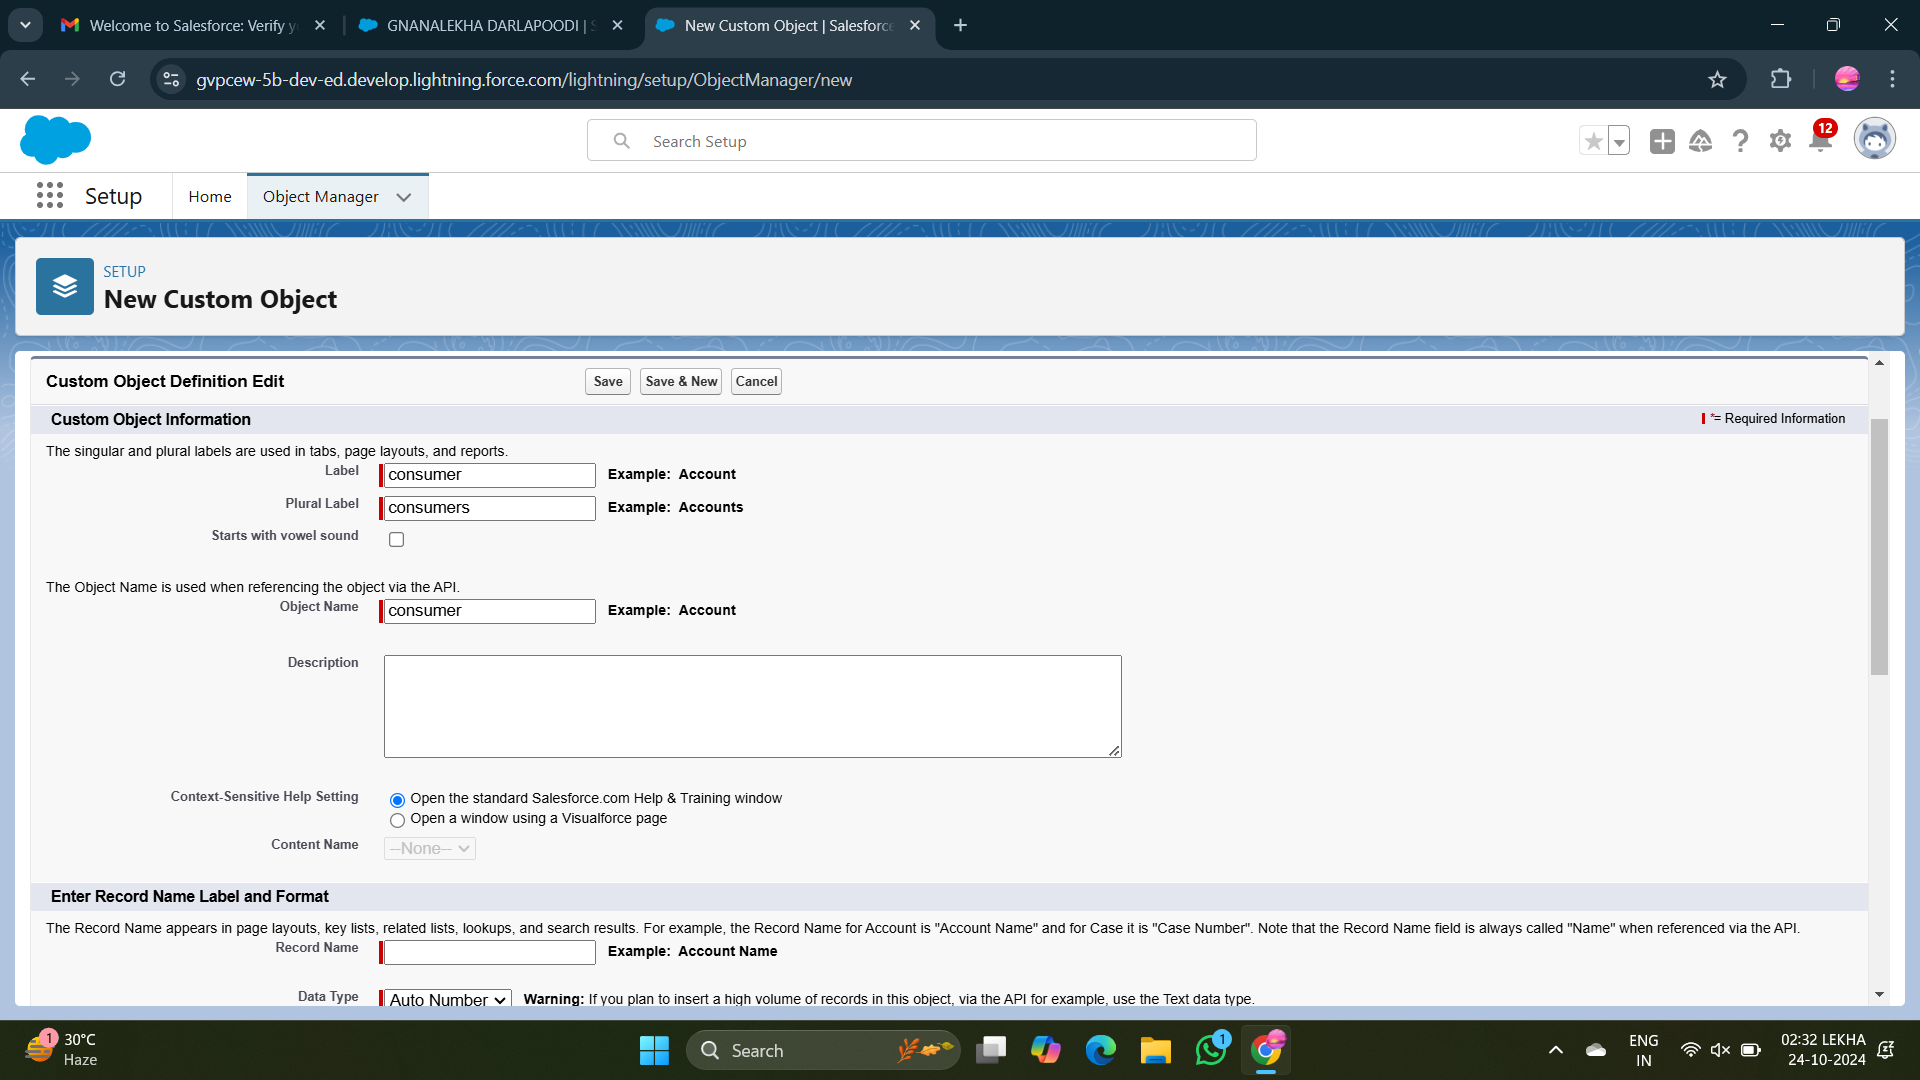 Welcome to Salesforce: Verify y
GNANALEKHA DARLAPOODI | S
New Custom Object | Salesforce
gvpcew-5b-dev-ed.develop.lightning.force.com/lightning/setup/ObjectManager/new
Search Setup
12
Setup
Home
Object Manager
SETUP
New Custom Object
Custom Object Definition Edit
Save
Save & New
Cancel
Custom Object Information
*= Required Information
The singular and plural labels are used in tabs, page layouts, and reports.
Label
consumer
Example: Account
Plural Label
consumers
Example: Accounts
Starts with vowel sound
The Object Name is used when referencing the object via the API.
Object Name
consumer
Example: Account
Description
Context-Sensitive Help Setting
Open the standard Salesforce.com Help & Training window
Open a window using a Visualforce page
Content Name
--None--
Enter Record Name Label and Format
The Record Name appears in page layouts, key lists, related lists, lookups, and search results. For example, the Record Name for Account is "Account Name" and for Case it is "Case Number". Note that the Record Name field is always called "Name" when referenced via the API.
Record Name
Example: Account Name
Data Type
Auto Number
Warning: If you plan to insert a high volume of records in this object, via the API for example, use the Text data type.
1
30°C
Haze
Search
1
ENG
IN
02:32 LEKHA
24-10-2024